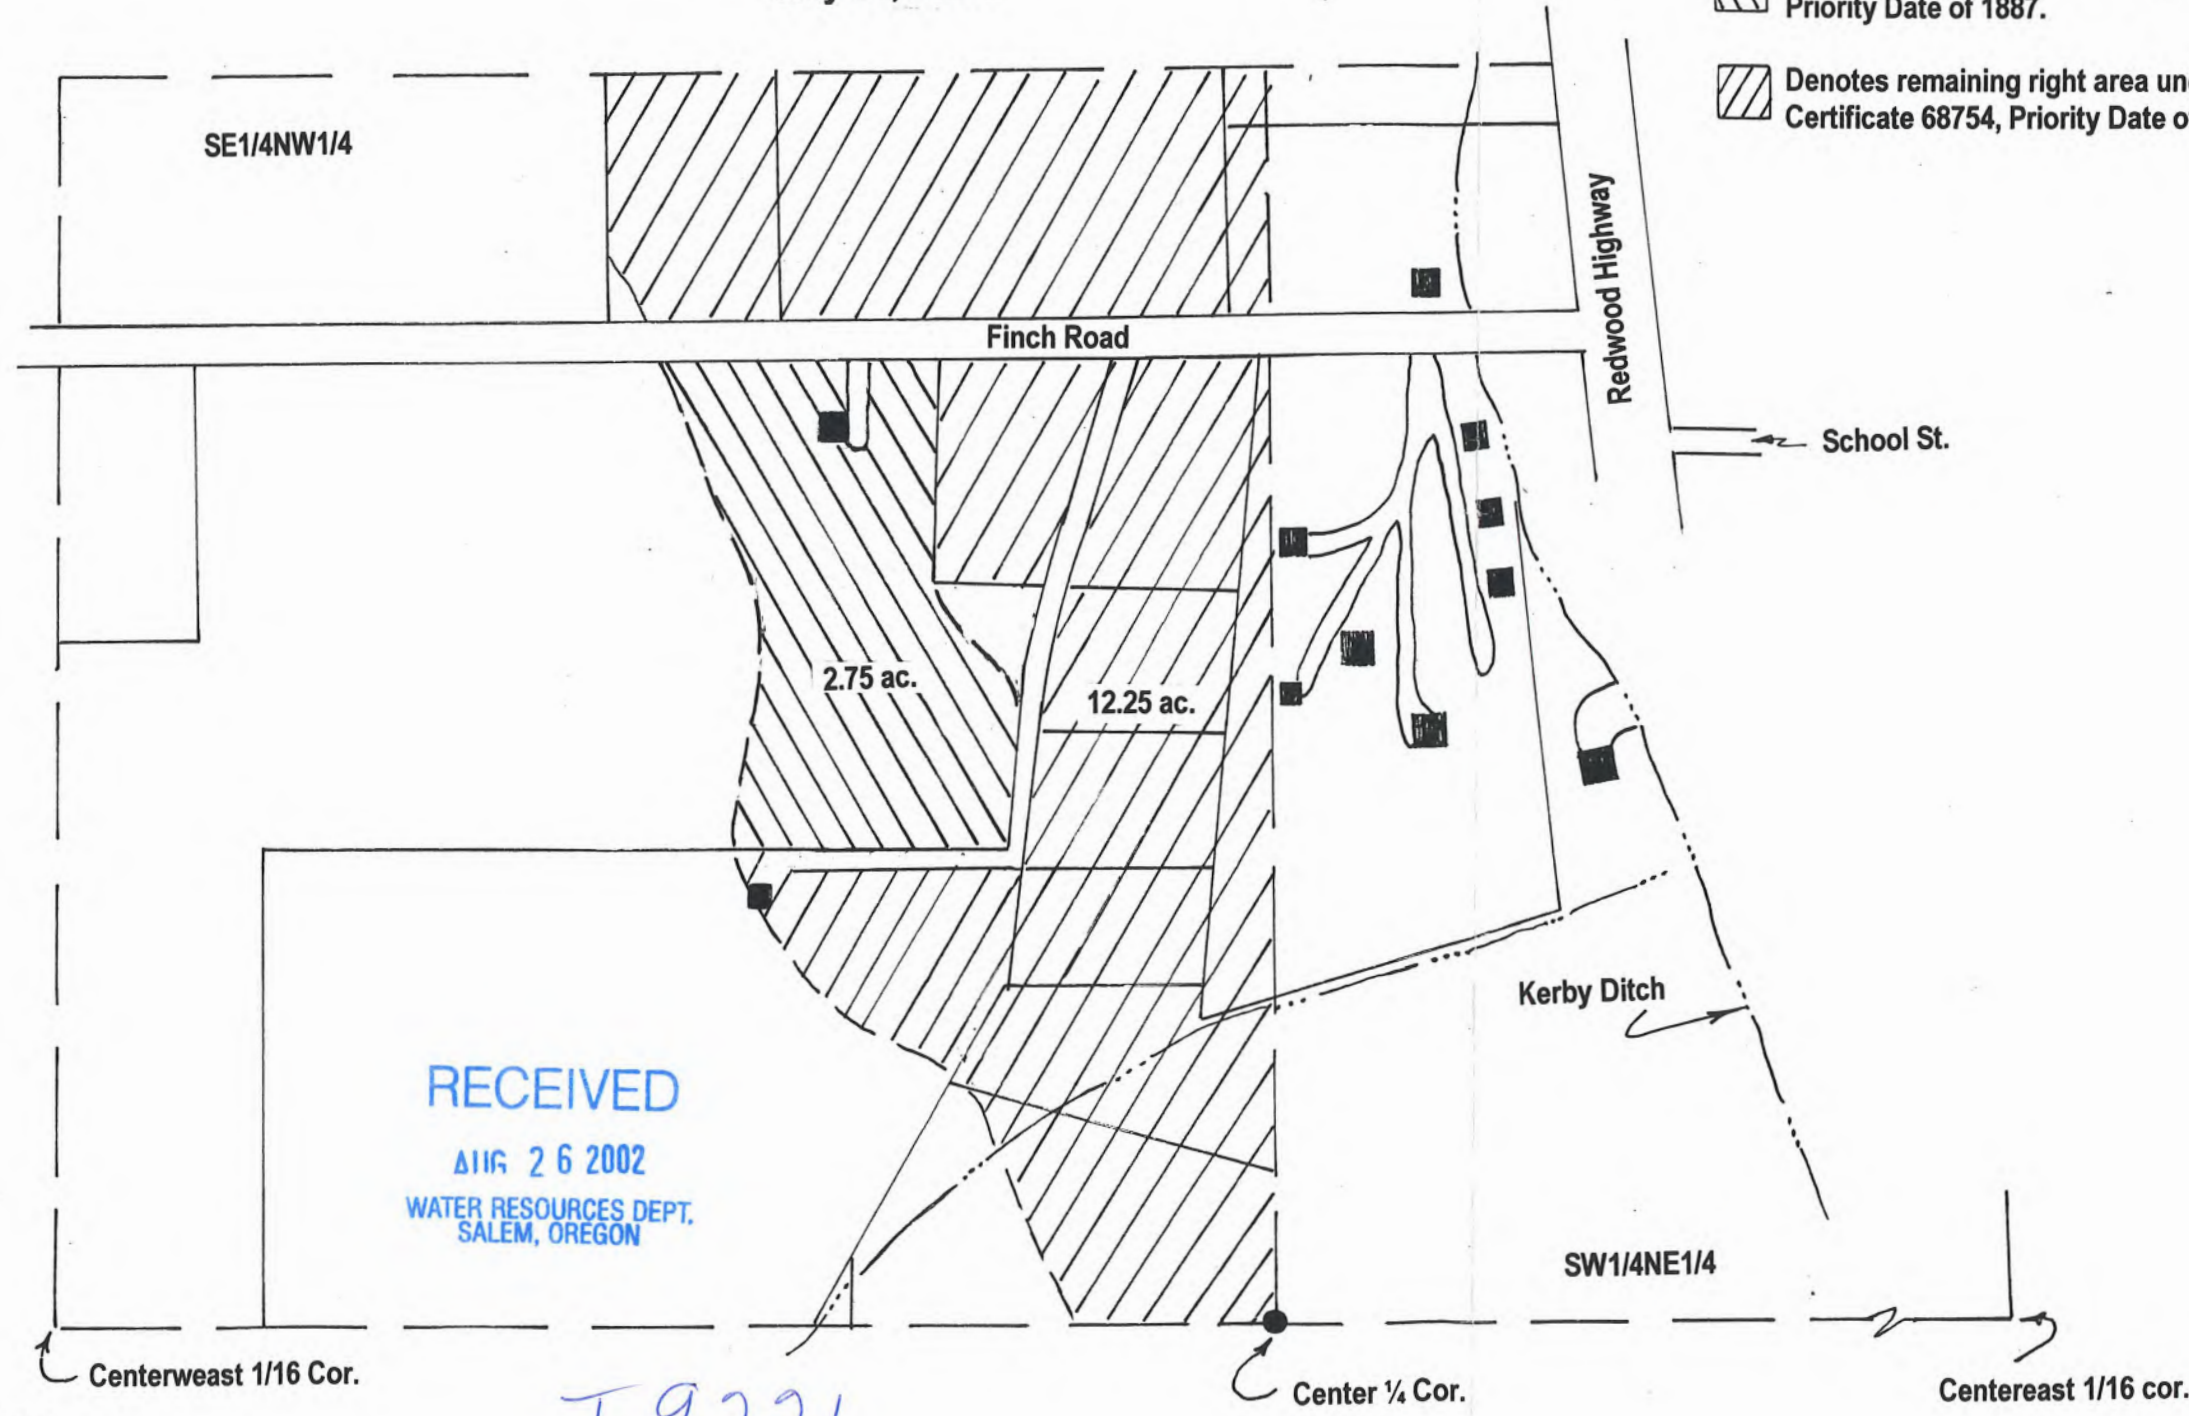 Priority Date of 1887.
Denotes remaining right area un
Certificate 68754, Priority Date o
SE1/4NW1/4
Redwood Highway
Finch Road
School St.
2.75 ac.
12.25 ac.
Kerby Ditch
RECEIVED
AUG 26 2002
WATER RESOURCES DEPT.
SALEM, OREGON
SW1/4NE1/4
Centerweast 1/16 Cor.
Center ¼ Cor.
Centereast 1/16 cor.